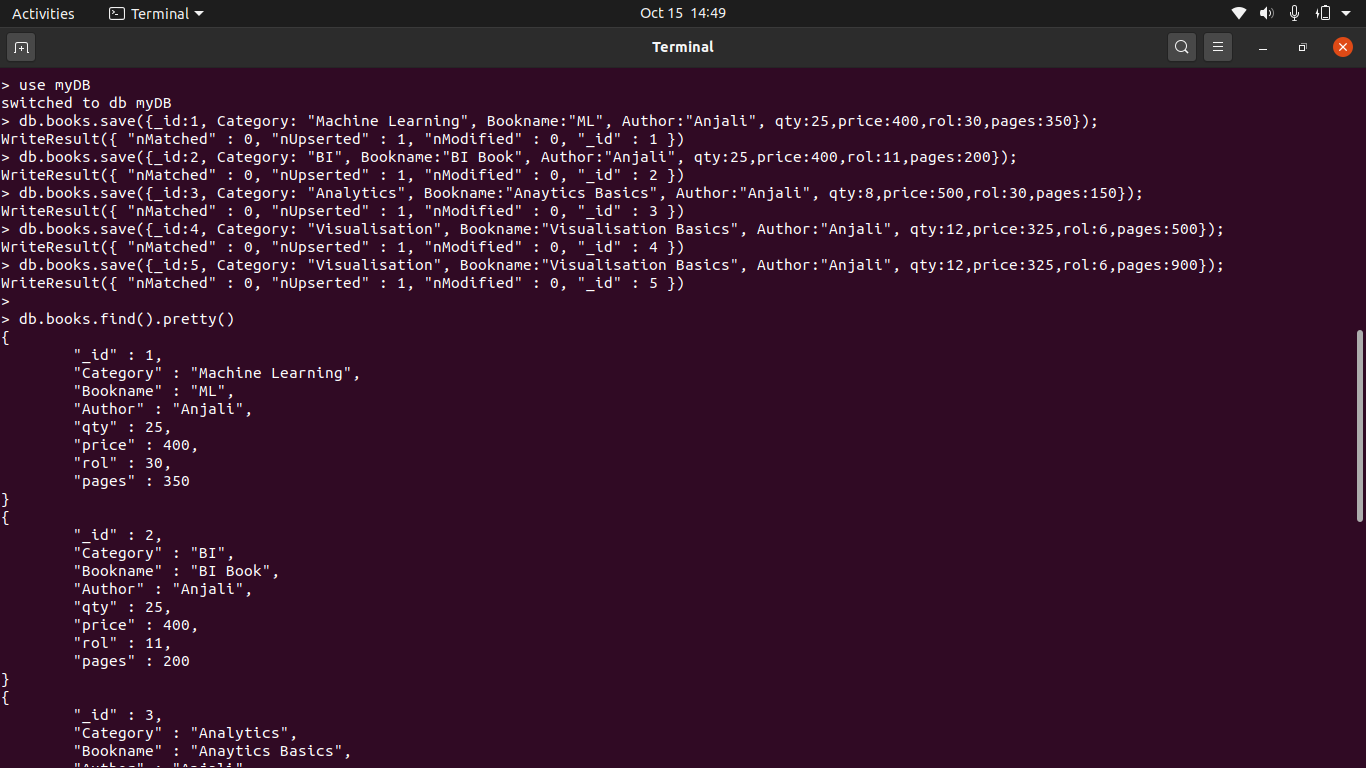 Activities Terminal Oct 15 14:49
Terminal
> use myDB
switched to db myDB
> db.books.save({_id:1, Category: "Machine Learning", Bookname:"ML", Author:"Anjali", qty:25,price:400,rol:30,pages:350});
WriteResult({ "nMatched" : 0, "nUpserted" : 1, "nModified" : 0, "_id" : 1 })
> db.books.save({_id:2, Category: "BI", Bookname:"BI Book", Author:"Anjali", qty:25,price:400,rol:11,pages:200});
WriteResult({ "nMatched" : 0, "nUpserted" : 1, "nModified" : 0, "_id" : 2 })
> db.books.save({_id:3, Category: "Analytics", Bookname:"Anaytics Basics", Author:"Anjali", qty:8,price:500,rol:30,pages:150});
WriteResult({ "nMatched" : 0, "nUpserted" : 1, "nModified" : 0, "_id" : 3 })
> db.books.save({_id:4, Category: "Visualisation", Bookname:"Visualisation Basics", Author:"Anjali", qty:12,price:325,rol:6,pages:500});
WriteResult({ "nMatched" : 0, "nUpserted" : 1, "nModified" : 0, "_id" : 4 })
> db.books.save({_id:5, Category: "Visualisation", Bookname:"Visualisation Basics", Author:"Anjali", qty:12,price:325,rol:6,pages:900});
WriteResult({ "nMatched" : 0, "nUpserted" : 1, "nModified" : 0, "_id" : 5 })
>
> db.books.find().pretty()
{
"_id" : 1,
"Category" : "Machine Learning",
"Bookname" : "ML",
"Author" : "Anjali",
"qty" : 25,
"price" : 400,
"rol" : 30,
"pages" : 350
}
{
"_id" : 2,
"Category" : "BI",
"Bookname" : "BI Book",
"Author" : "Anjali",
"qty" : 25,
"price" : 400,
"rol" : 11,
"pages" : 200
}
{
"_id" : 3,
"Category" : "Analytics",
"Bookname" : "Anaytics Basics",
"Author" : "Anjali",